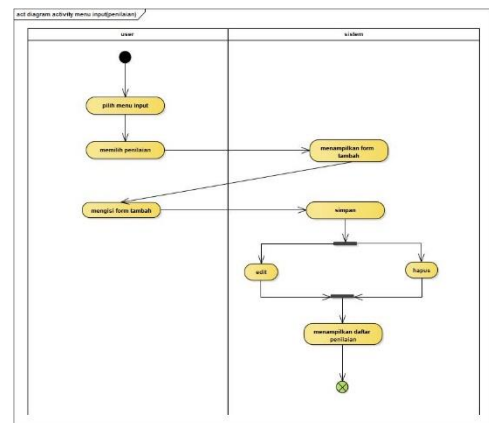 act diagram activity menu input(penilaian)
user
sistem
pilih menu input
memilih penilaian
menampilkan form
tambah
mengisi form tambah
simpan
edit
hapus
menampilkan daftar
penilaian